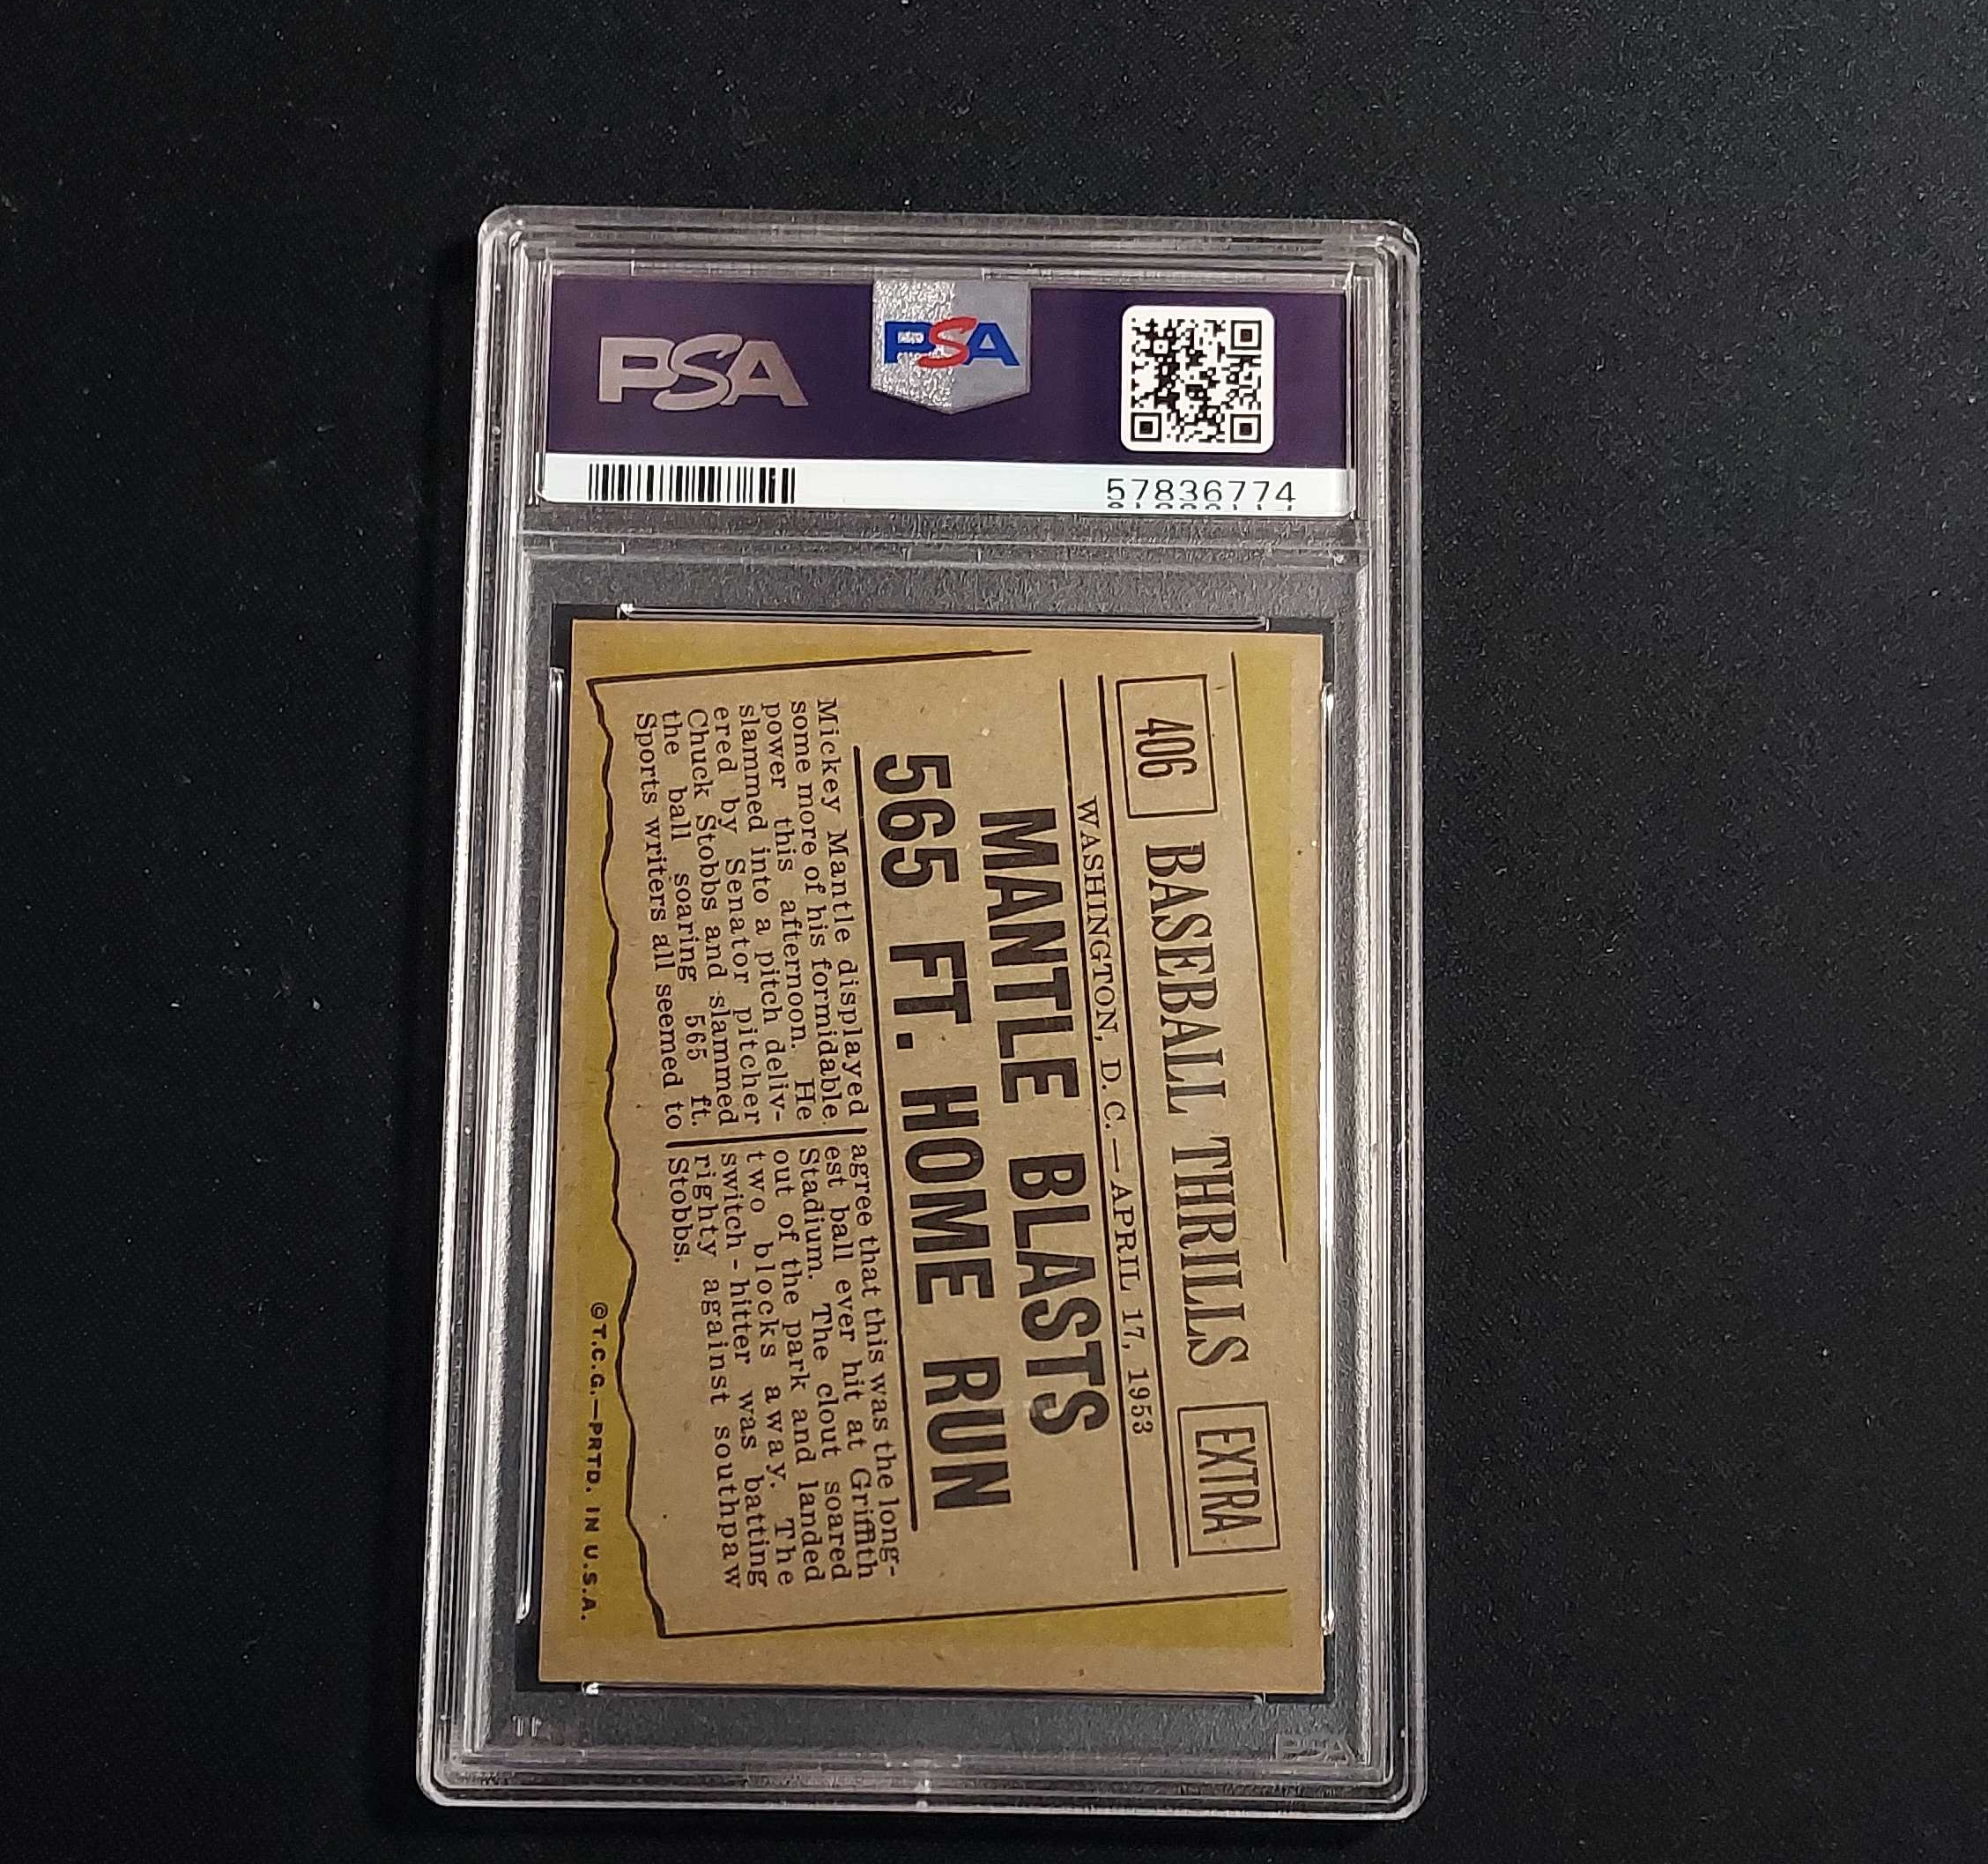 PSA
PSA
57836774
406
BASEBALL THRILLS
EXTRA
WASHINGTON, D.C.—APRIL 17, 1953
MANTLE BLASTS
565 FT. HOME RUN
Mickey Mantle displayed
some more of his formidable
power this afternoon. He
slammed into a pitch deliv-
ered by Senator pitcher
Chuck Stobbs and slammed
the ball soaring 565 ft.
Sports writers all seemed to
agree that this was the long-
est ball ever hit at Griffith
Stadium. The clout soared
out of the park and landed
two blocks away. The
switch-hitter was batting
righty against southpaw
Stobbs.
©T.C.G.—PRTD. IN U.S.A.
PSA